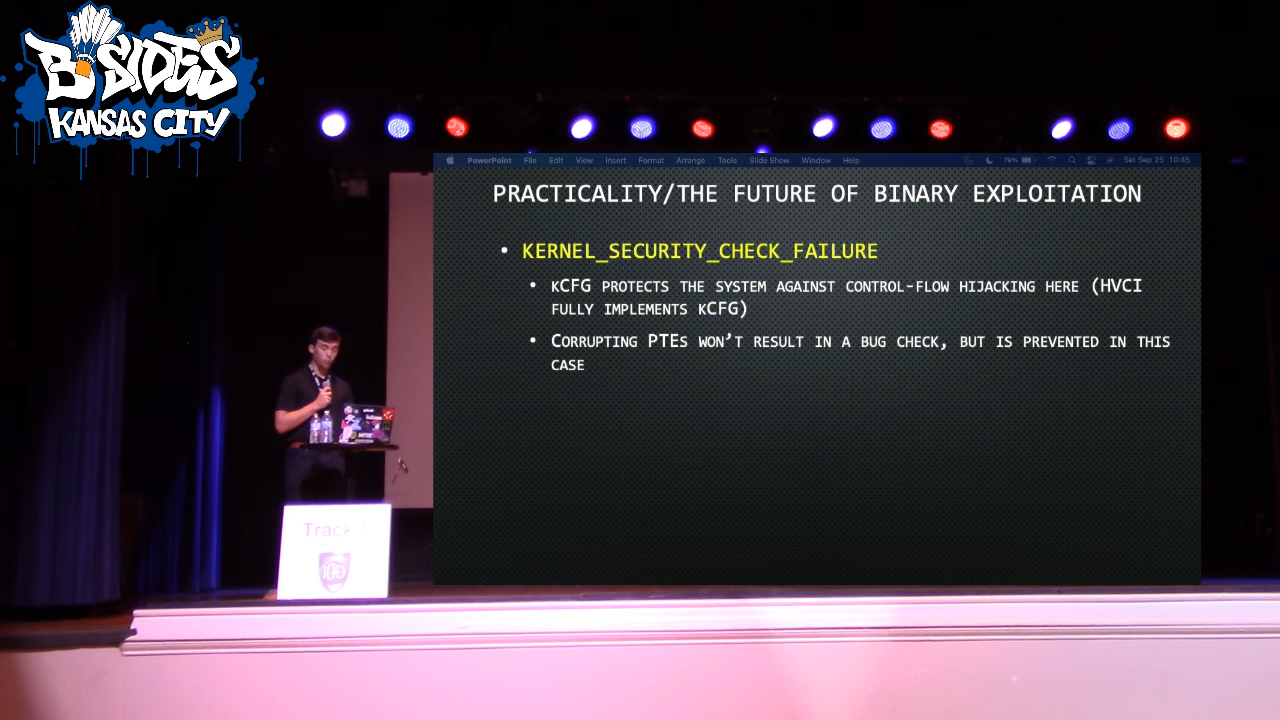 B·SIDES
KANSAS CITY
PowerPoint File Edit View Insert Format Arrange Tools Slide Show Window Help 79% Sat Sep 25 10:45
PRACTICALITY/THE FUTURE OF BINARY EXPLOITATION
• KERNEL_SECURITY_CHECK_FAILURE
• KCFG PROTECTS THE SYSTEM AGAINST CONTROL-FLOW HIJACKING HERE (HVCI
FULLY IMPLEMENTS KCFG)
• CORRUPTING PTES WON'T RESULT IN A BUG CHECK, BUT IS PREVENTED IN THIS
CASE
Track